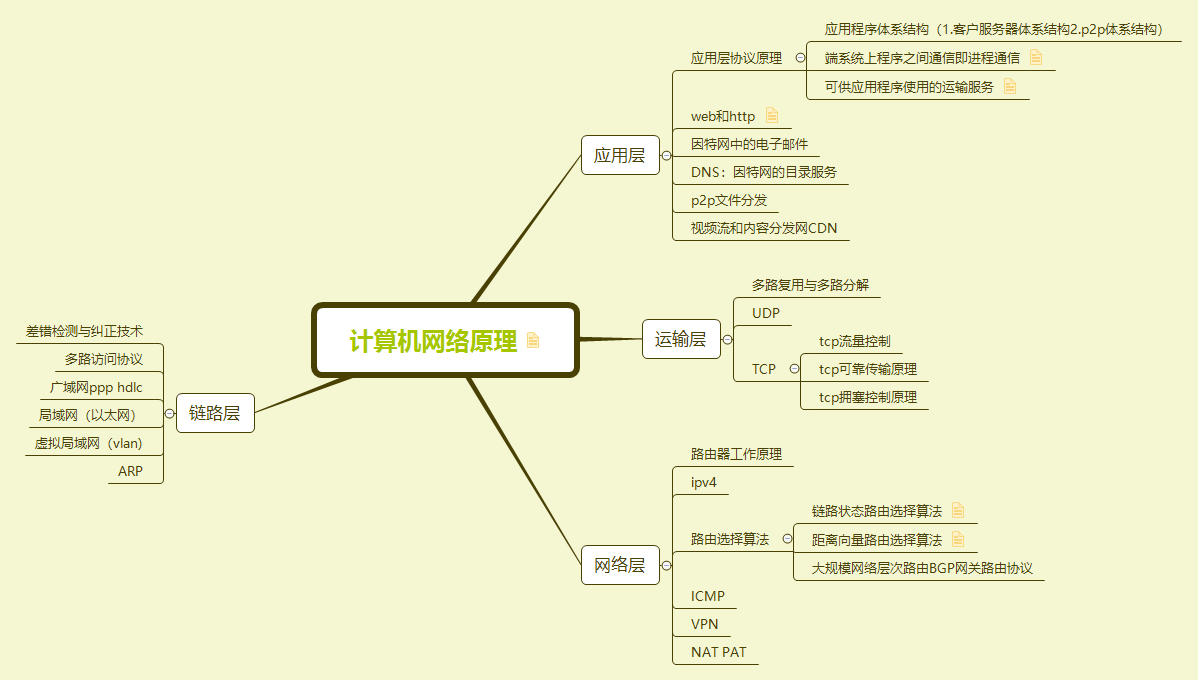 计算机网络原理
应用层
应用层协议原理
应用程序体系结构（1.客户服务器体系结构2.p2p体系结构）
端系统上程序之间通信即进程通信
可供应用程序使用的运输服务
web和http
因特网中的电子邮件
DNS：因特网的目录服务
p2p文件分发
视频流和内容分发网CDN
运输层
多路复用与多路分解
UDP
TCP
tcp流量控制
tcp可靠传输原理
tcp拥塞控制原理
网络层
路由器工作原理
ipv4
路由选择算法
链路状态路由选择算法
距离向量路由选择算法
大规模网络层次路由BGP网关路由协议
ICMP
VPN
NAT PAT
链路层
差错检测与纠正技术
多路访问协议
广域网ppp hdlc
局域网（以太网）
虚拟局域网（vlan)
ARP